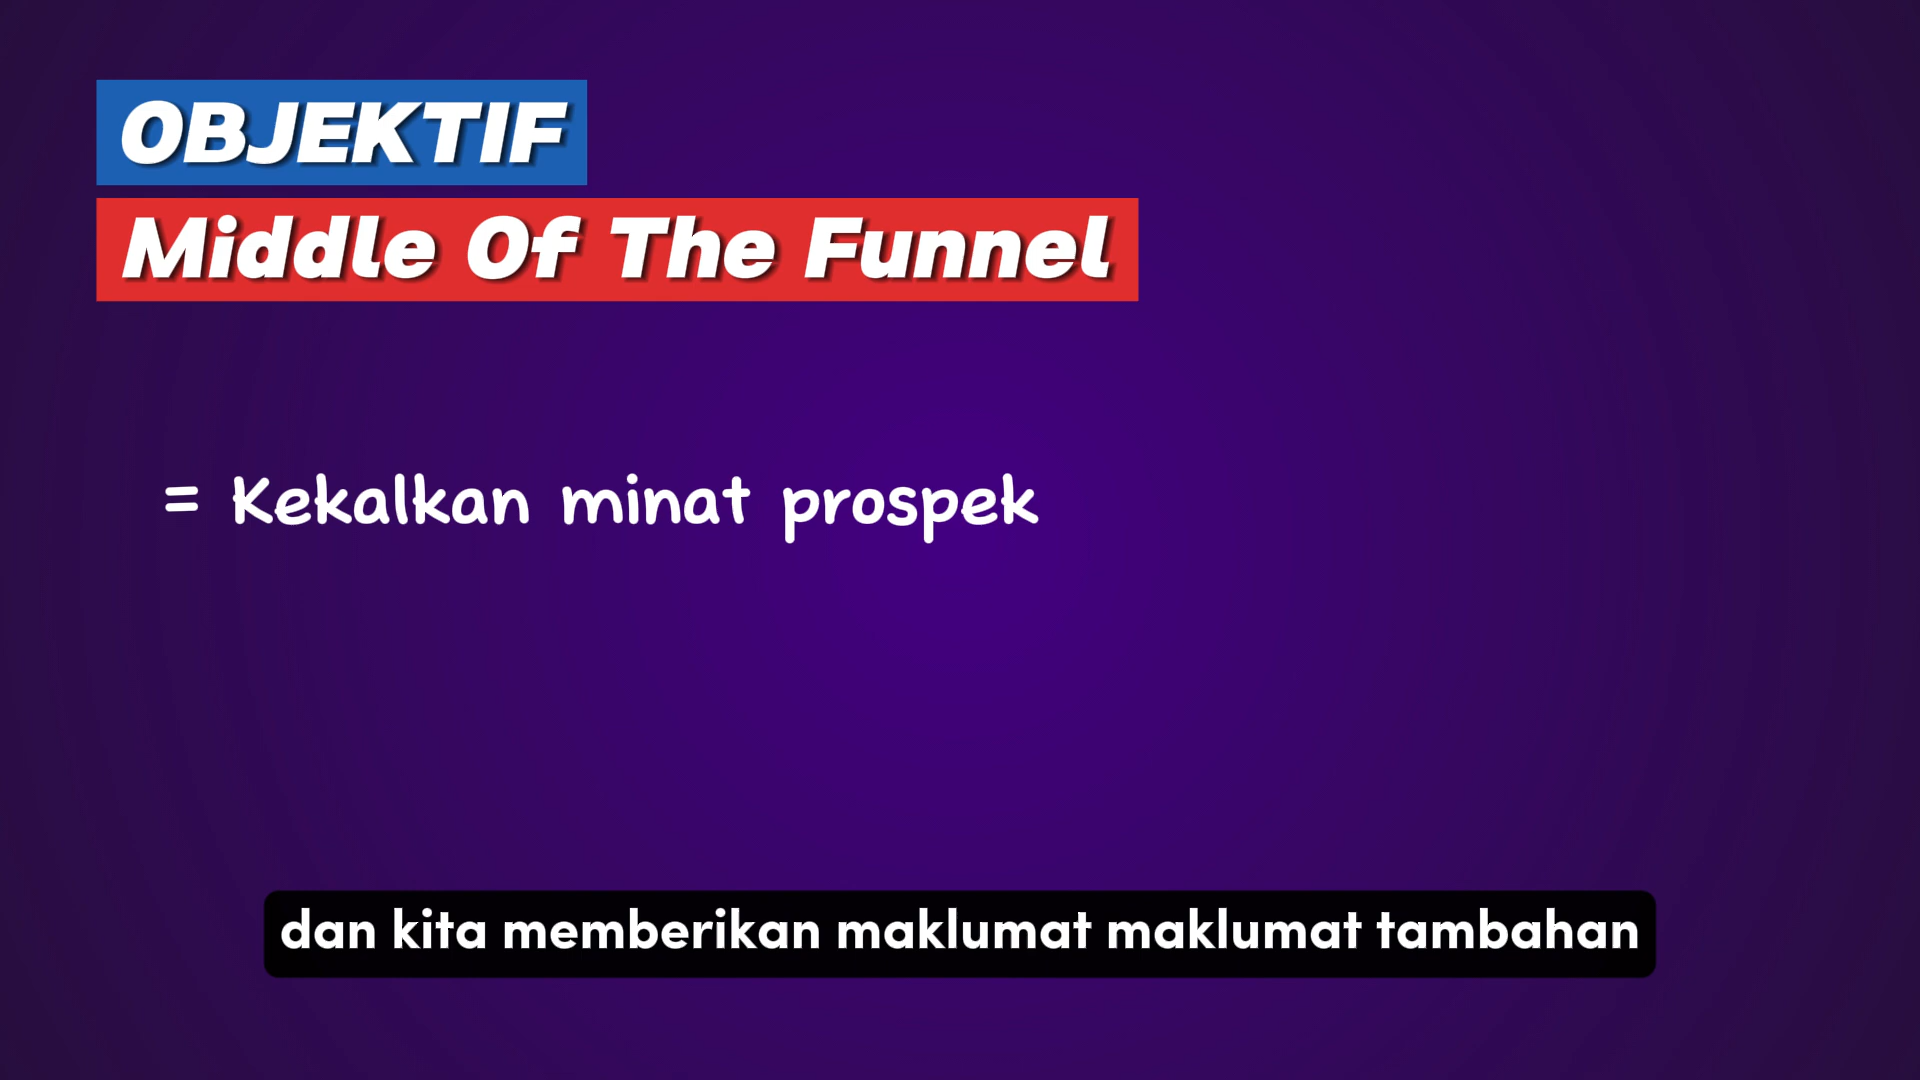 OBJEKTIF
Middle Of The Funnel
= Kekalkan minat prospek
dan kita memberikan maklumat maklumat tambahan